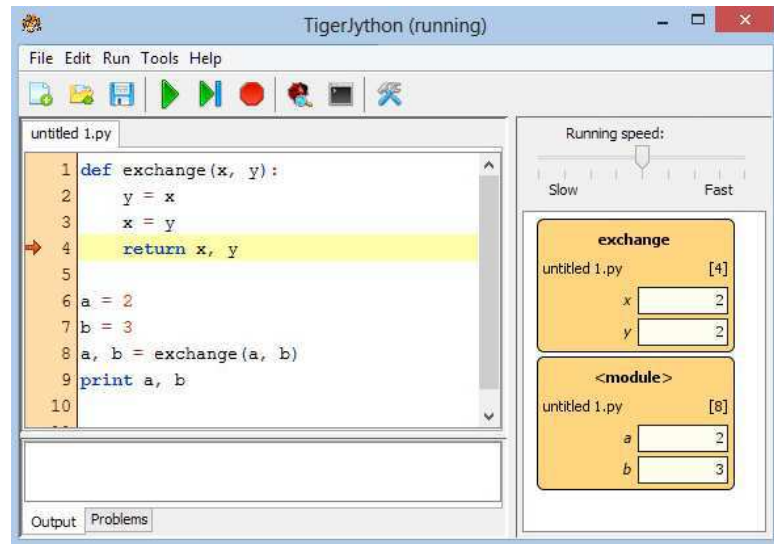 TigerJython (running)
File Edit Run Tools Help
untitled 1.py
1 def exchange(x, y):
2 y = x
3 x = y
4 return x, y
5
6 a = 2
7 b = 3
8 a, b = exchange(a, b)
9 print a, b
10
Output Problems
Running speed:
Slow Fast
exchange
untitled 1.py [4]
x 2
y 2
<module>
untitled 1.py [8]
a 2
b 3